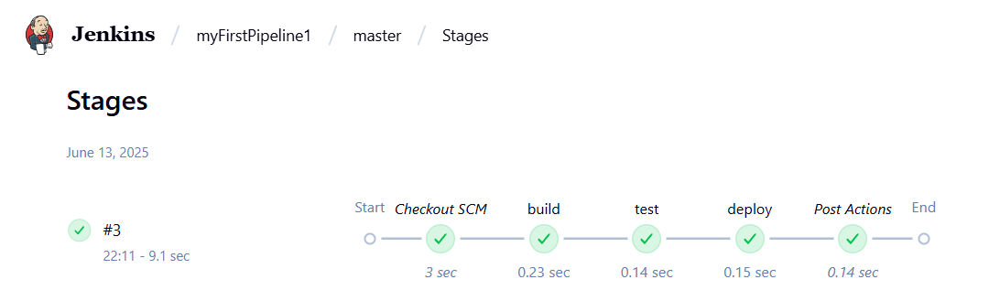 Jenkins / myFirstPipeline1 / master / Stages
Stages
June 13, 2025
Start Checkout SCM build test deploy Post Actions End
#3
22:11 - 9.1 sec
3 sec 0.23 sec 0.14 sec 0.15 sec 0.14 sec